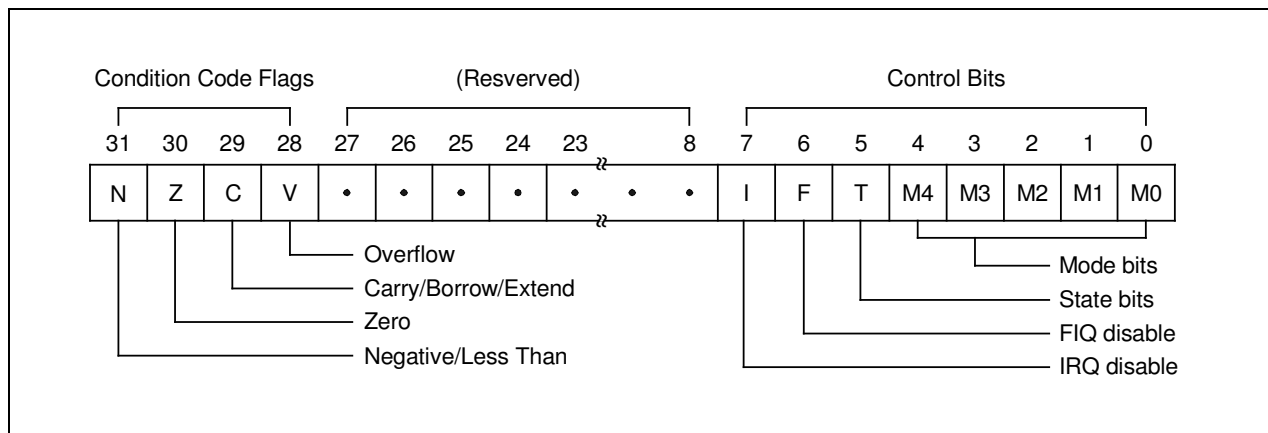 Condition Code Flags (Resverved) Control Bits
31 30 29 28 27 26 25 24 23 8 7 6 5 4 3 2 1 0
N Z C V • • • • • • • I F T M4 M3 M2 M1 M0
Overflow
Carry/Borrow/Extend
Zero
Negative/Less Than
Mode bits
State bits
FIQ disable
IRQ disable